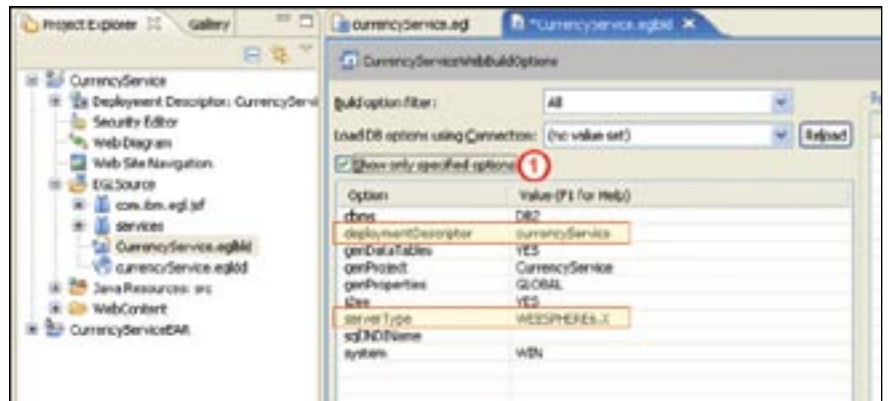 Project Explorer
Gallery
CurrencyService
Deployment Descriptor: CurrencyServi
Security Editor
Web Diagram
Web Site Navigation
EGLSource
com.ibm.egl.jsf
services
CurrencyService.eglbld
currencyService.egldd
Java Resources: src
WebContent
CurrencyServiceEAR
currencyService.egl
*CurrencyService.eglbld
CurrencyServiceWebBuildOptions
Build option filter:
All
Load DB options using Connection:
(no value set)
Reload
Show only specified options
1
Option Value (F1 for Help)
dbms DB2
deploymentDescriptor currencyService
genDataTables YES
genProject CurrencyService
genProperties GLOBAL
j2ee YES
serverType WEBSPHERE6.X
sqlJNDIName
system WIN